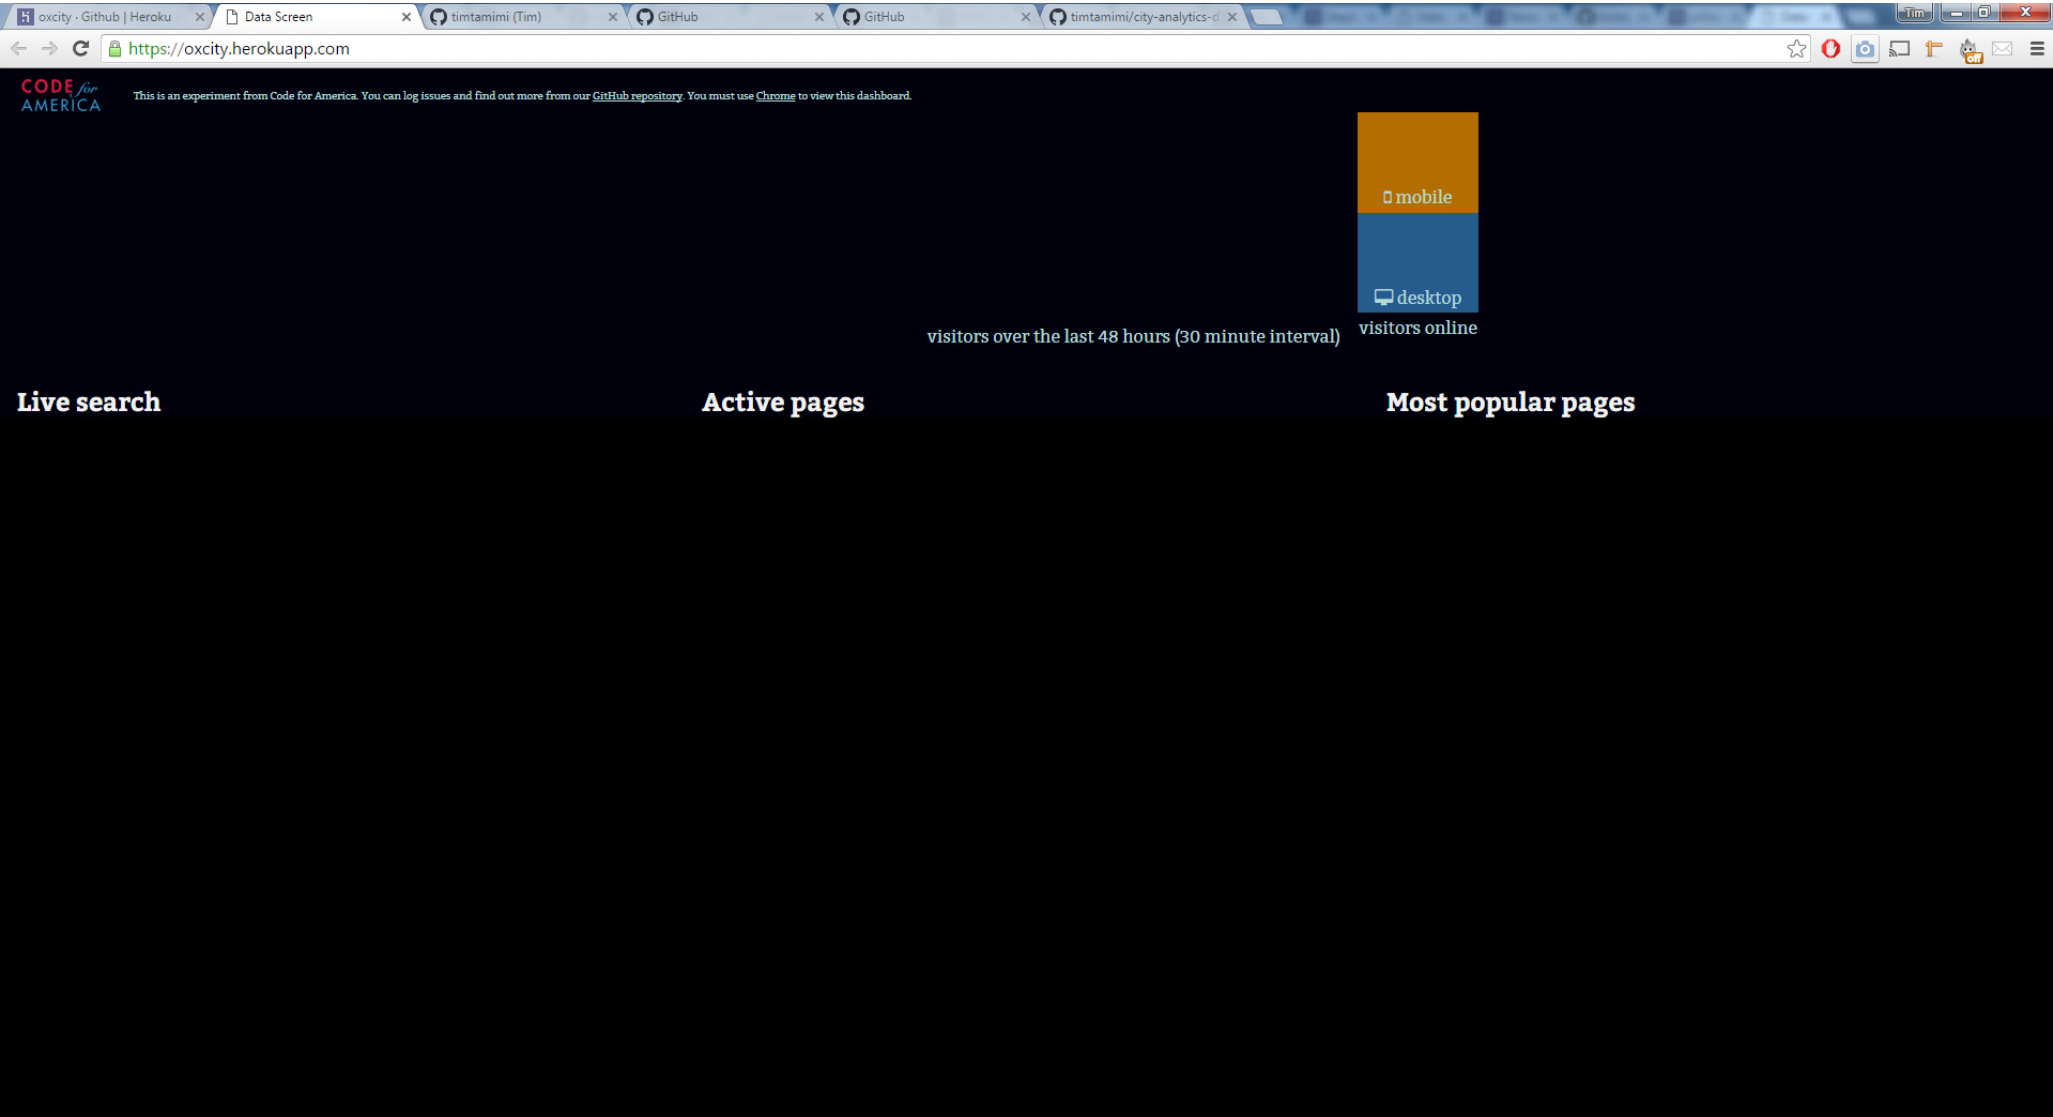 oxcity · Github | Heroku
Data Screen
timtamimi (Tim)
GitHub
GitHub
timtamimi/city-analytics-d
Tim
https://oxcity.herokuapp.com
off
CODE for
AMERICA
This is an experiment from Code for America. You can log issues and find out more from our GitHub repository. You must use Chrome to view this dashboard.
mobile
desktop
visitors online
visitors over the last 48 hours (30 minute interval)
Live search
Active pages
Most popular pages